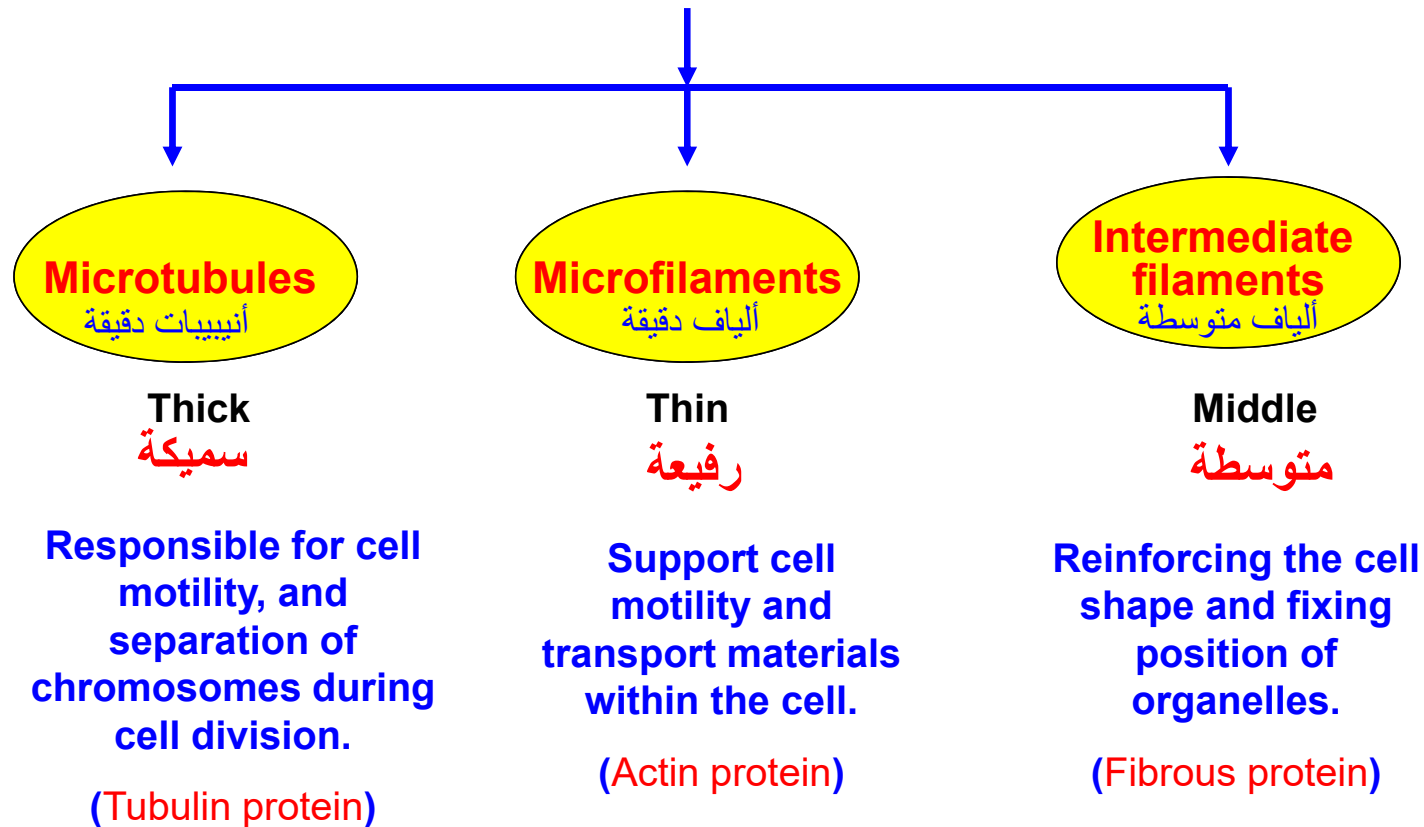 Microtubules
أنيبيبات دقيقة
Thick
سميكة
Responsible for cell
motility, and
separation of
chromosomes during
cell division.
(Tubulin protein)
Microfilaments
ألياف دقيقة
Thin
رفيعة
Support cell
motility and
transport materials
within the cell.
(Actin protein)
Intermediate
filaments
ألياف متوسطة
Middle
متوسطة
Reinforcing the cell
shape and fixing
position of
organelles.
(Fibrous protein)